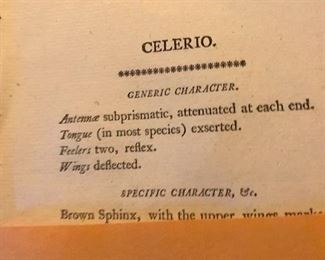 CELERIO.
********************
GENERIC CHARACTER.
Antennæ subprismatic, attenuated at each end.
Tongue (in most species) exserted.
Feelers two, reflex.
Wings deflected.
SPECIFIC CHARACTER, &c.
Brown Sphinx, with the upper wings